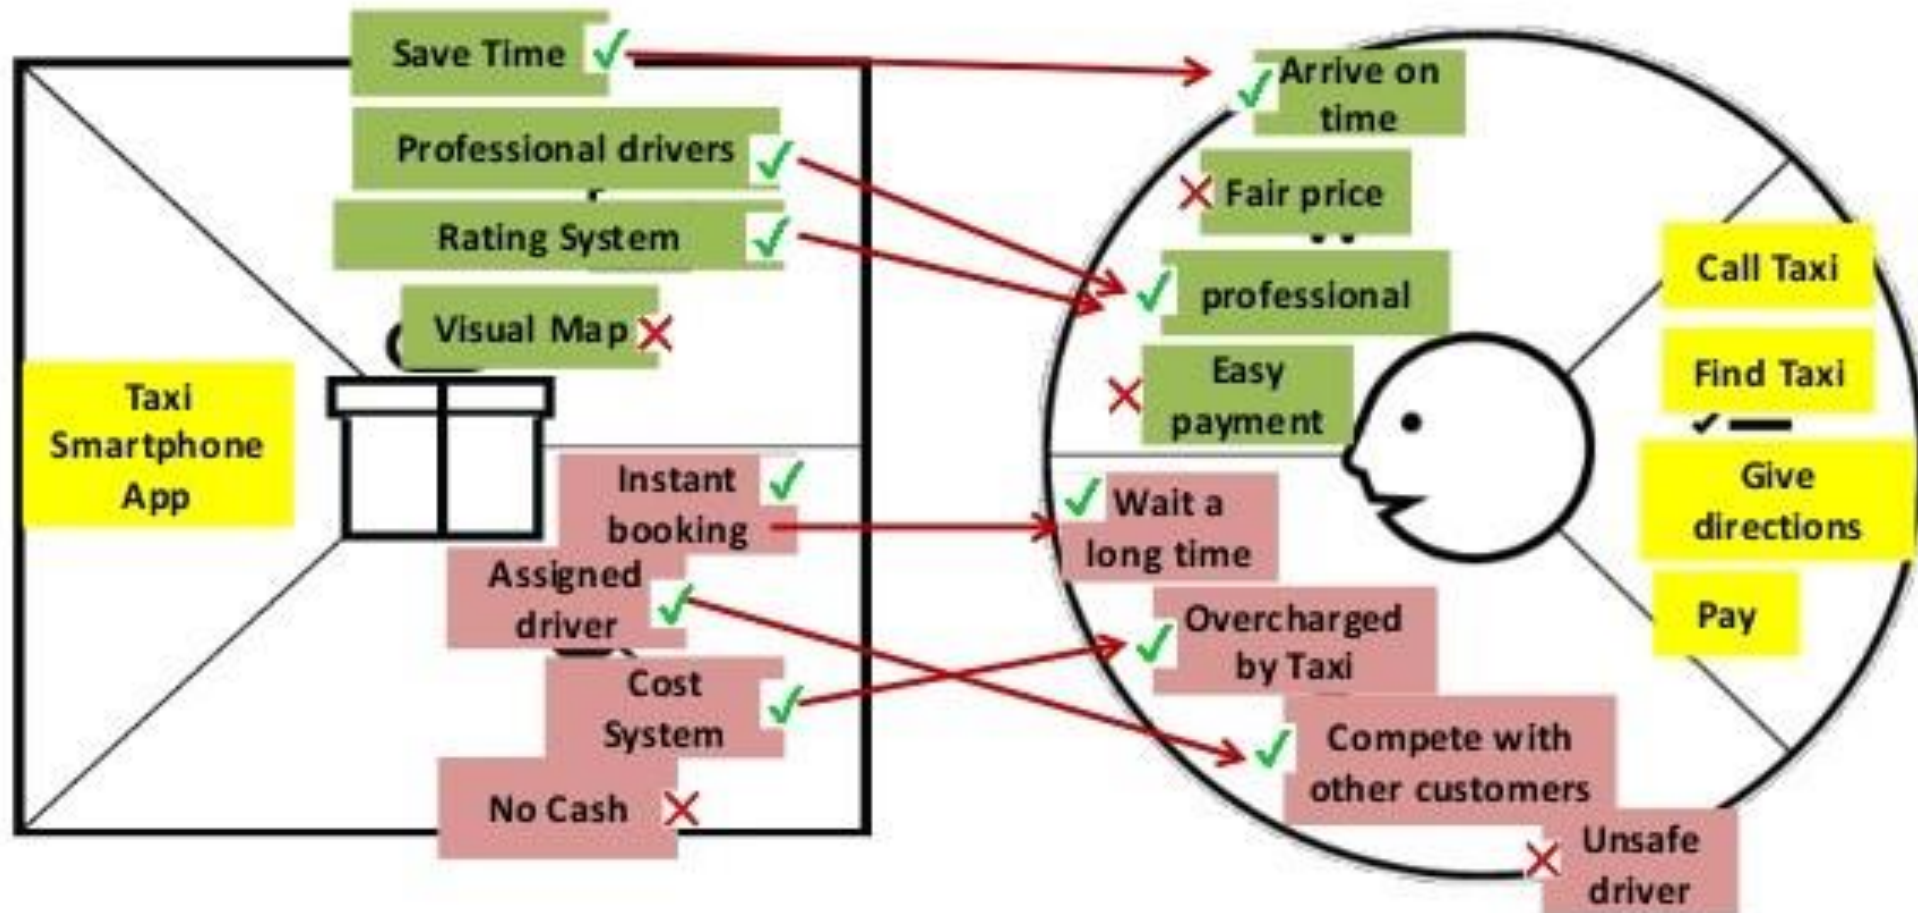 Save Time
Professional drivers
Rating System
Visual Map
Taxi
Smartphone
App
Instant
booking
Assigned
driver
Cost
System
No Cash
Arrive on
time
Fair price
professional
Easy
payment
Wait a
long time
Overcharged
by Taxi
Compete with
other customers
Unsafe
driver
Call Taxi
Find Taxi
Give
directions
Pay